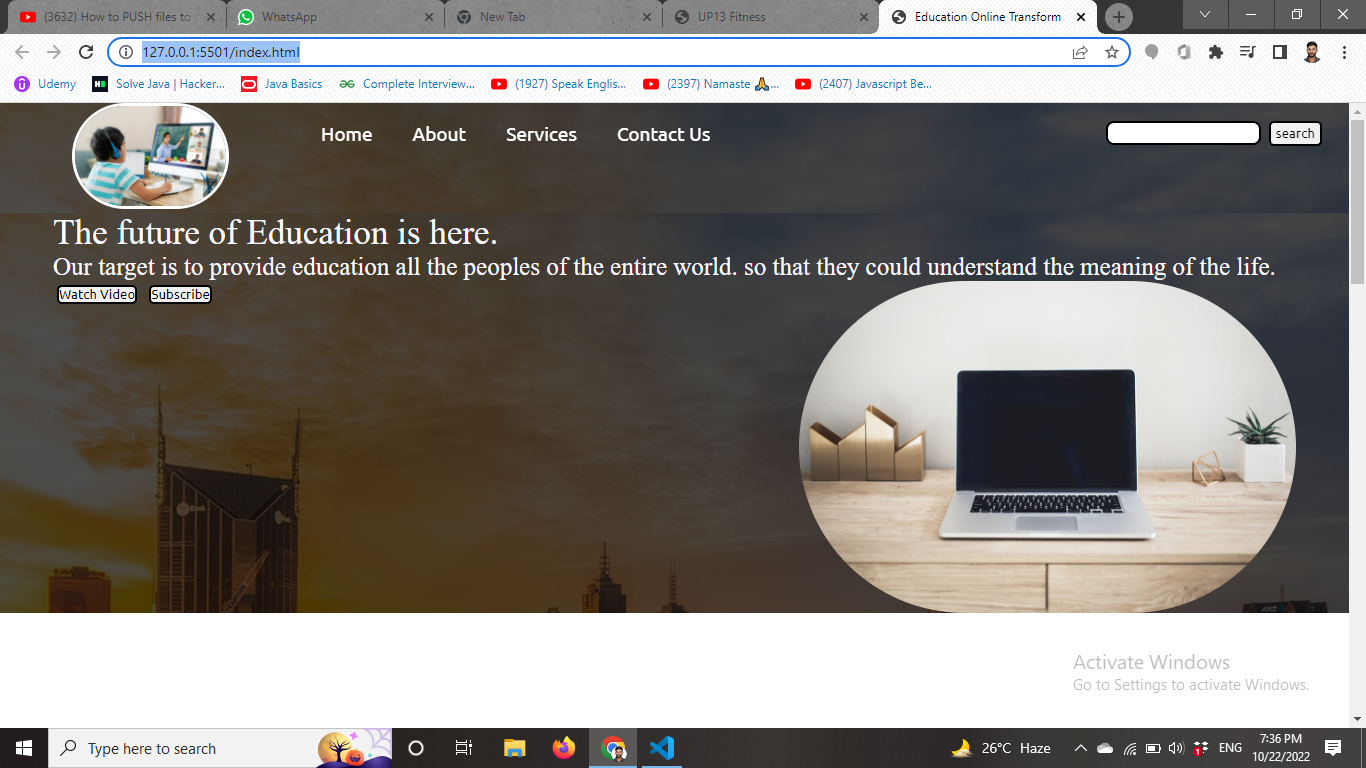 (3632) How to PUSH files to
WhatsApp
New Tab
UP13 Fitness
Education Online Transform
127.0.0.1:5501/index.html
Udemy
Solve Java | Hacker...
Java Basics
Complete Interview...
(1927) Speak Englis...
(2397) Namaste 🙏...
(2407) Javascript Be...
Home
About
Services
Contact Us
search
The future of Education is here.
Our target is to provide education all the peoples of the entire world. so that they could understand the meaning of the life.
Watch Video
Subscribe
Activate Windows
Go to Settings to activate Windows.
Type here to search
26°C Haze
ENG
7:36 PM
10/22/2022